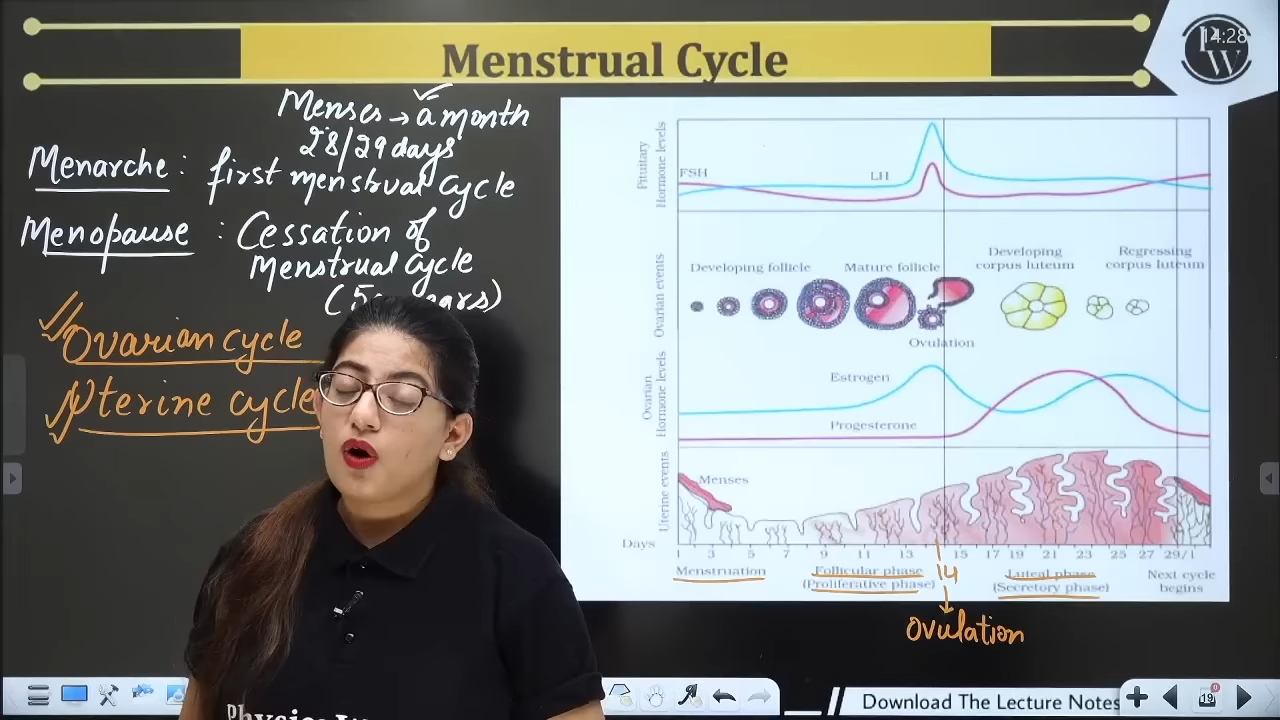 Menstrual Cycle
14:28
PW
Menses → a month
28/29 days
Menarche : first menstrual cycle
Menopause : Cessation of
Menstrual cycle
Ovarian cycle
Uterine cycle
Pituitary
Hormone levels
FSH
LH
Ovarian events
Developing follicle
Mature follicle
Developing
corpus luteum
Regressing
corpus luteum
Ovulation
Ovarian
Hormone levels
Estrogen
Progesterone
Uterine events
Menses
Days
1 3 5 7 9 11 13 15 17 19 21 23 25 27 29/1
14
Menstruation
Follicular phase
(Proliferative phase)
Luteal phase
(Secretory phase)
Next cycle
begins
Ovulation
Download The Lecture Notes
19